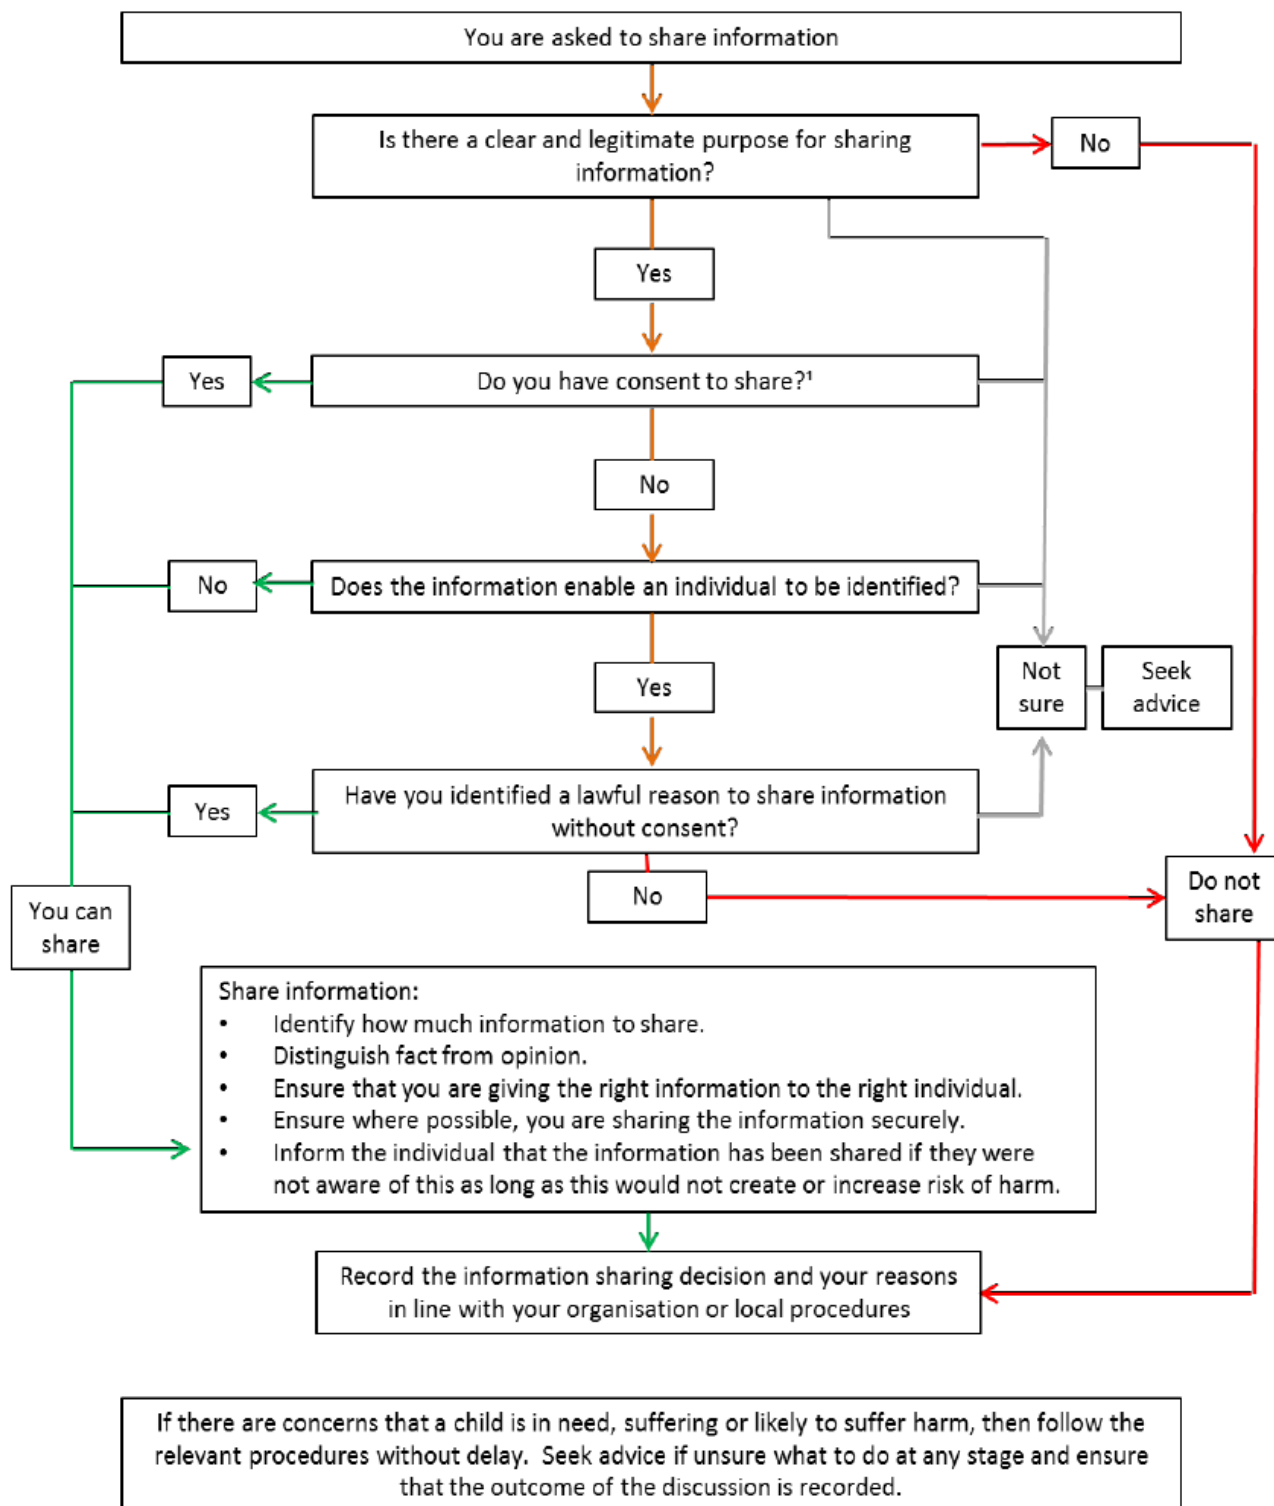 You are asked to share information
Is there a clear and legitimate purpose for sharing
information?
No
Yes
Yes
Do you have consent to share?¹
No
No
Does the information enable an individual to be identified?
Yes
Not
sure
Seek
advice
Yes
Have you identified a lawful reason to share information
without consent?
No
Do not
share
You can
share
Share information:
• Identify how much information to share.
• Distinguish fact from opinion.
• Ensure that you are giving the right information to the right individual.
• Ensure where possible, you are sharing the information securely.
• Inform the individual that the information has been shared if they were
not aware of this as long as this would not create or increase risk of harm.
Record the information sharing decision and your reasons
in line with your organisation or local procedures
If there are concerns that a child is in need, suffering or likely to suffer harm, then follow the
relevant procedures without delay. Seek advice if unsure what to do at any stage and ensure
that the outcome of the discussion is recorded.